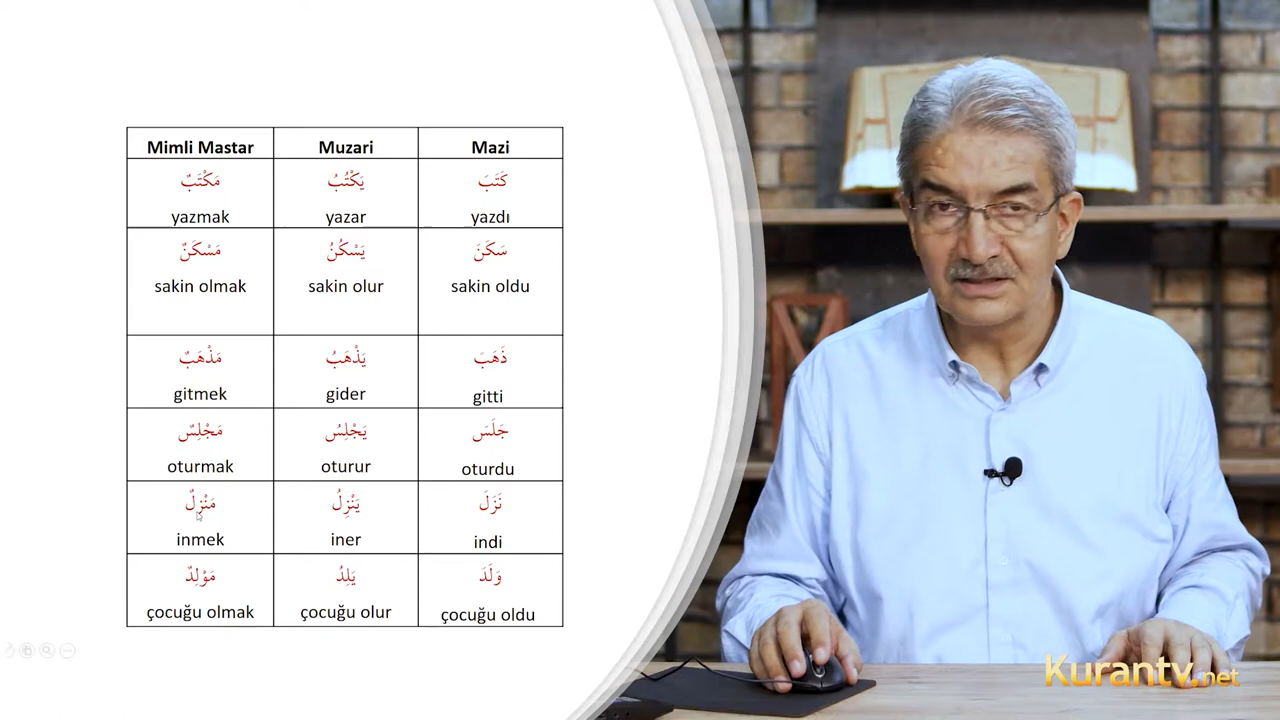 Mimli Mastar Muzari Mazi
مَكْتَبٌ يَكْتُبُ كَتَبَ
yazmak yazar yazdı
مَسْكَنٌ يَسْكُنُ سَكَنَ
sakin olmak sakin olur sakin oldu
مَذْهَبٌ يَذْهَبُ ذَهَبَ
gitmek gider gitti
مَجْلِسٌ يَجْلِسُ جَلَسَ
oturmak oturur oturdu
مَنْزِلٌ يَنْزِلُ نَزَلَ
inmek iner indi
مَوْلِدٌ يَلِدُ وَلَدَ
çocuğu olmak çocuğu olur çocuğu oldu
Kurantv.net